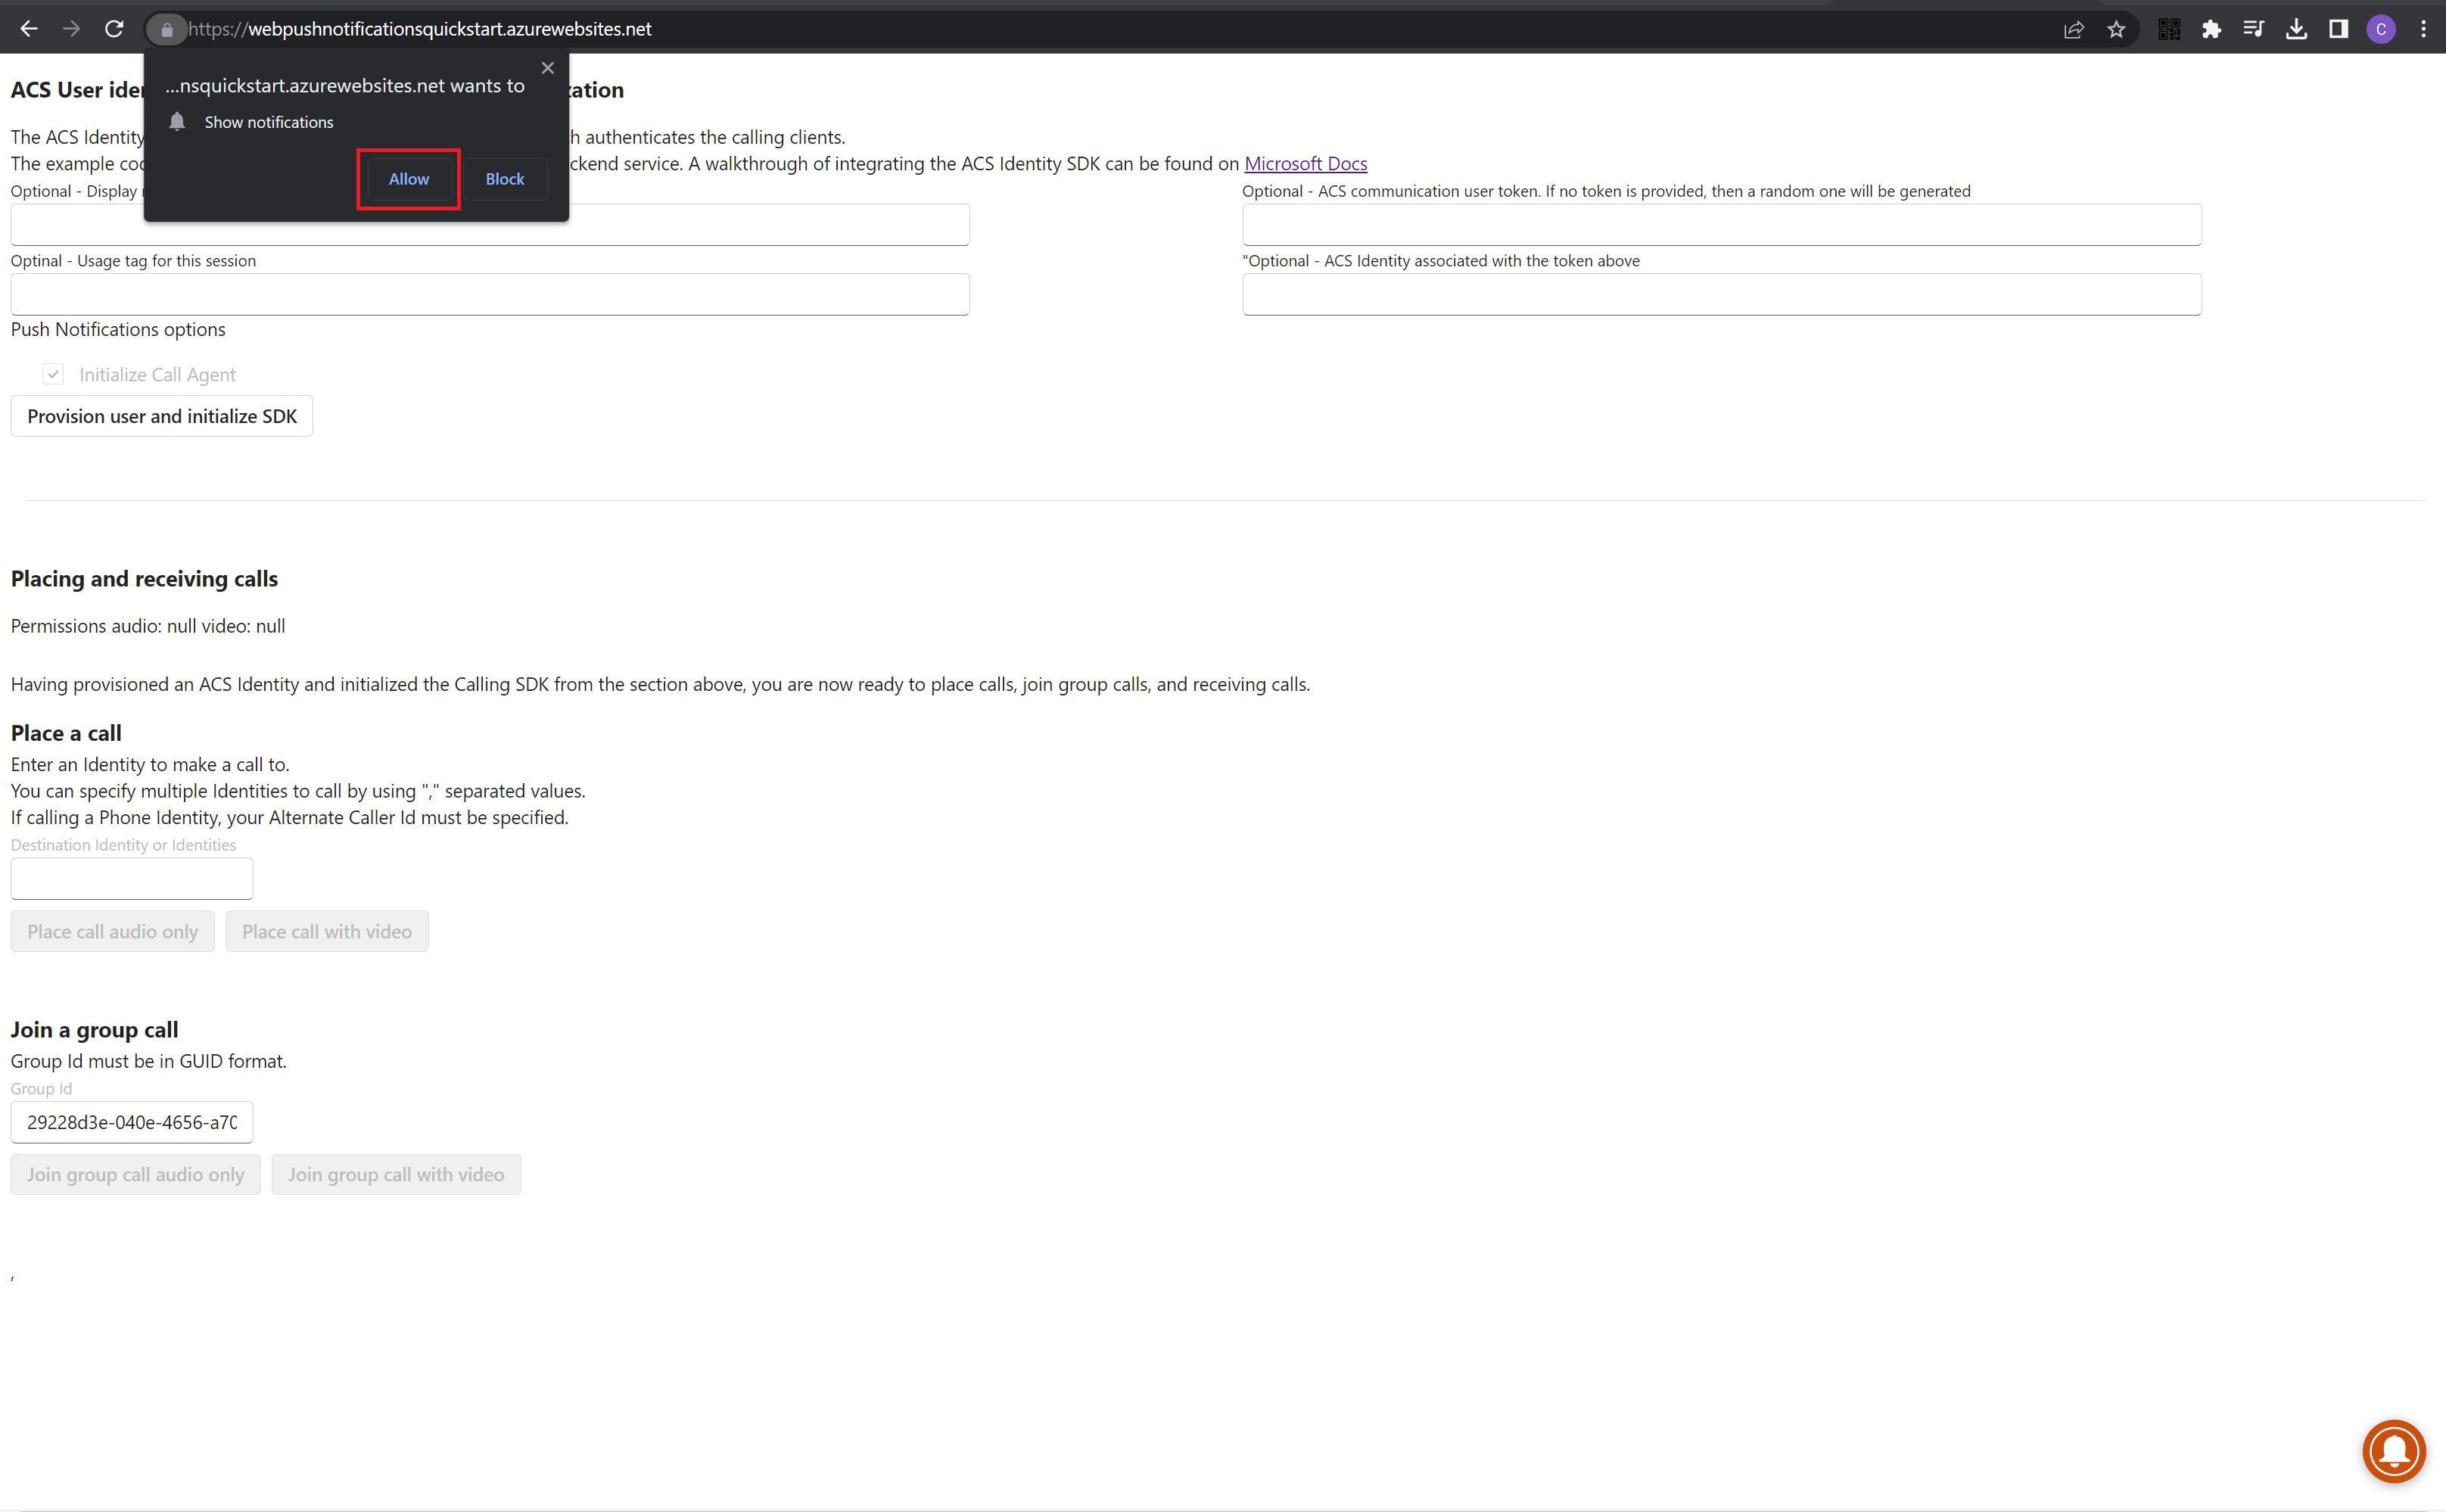 https://webpushnotificationsquickstart.azurewebsites.net
C
...nsquickstart.azurewebsites.net wants to
Show notifications
Allow
Block
ACS User iden
ation
The ACS Identity
h authenticates the calling clients.
The example co
ckend service. A walkthrough of integrating the ACS Identity SDK can be found on Microsoft Docs
Optional - Display
Optional - ACS communication user token. If no token is provided, then a random one will be generated
Optinal - Usage tag for this session
"Optional - ACS Identity associated with the token above
Push Notifications options
Initialize Call Agent
Provision user and initialize SDK
Placing and receiving calls
Permissions audio: null video: null
Having provisioned an ACS Identity and initialized the Calling SDK from the section above, you are now ready to place calls, join group calls, and receiving calls.
Place a call
Enter an Identity to make a call to.
You can specify multiple Identities to call by using "," separated values.
If calling a Phone Identity, your Alternate Caller Id must be specified.
Destination Identity or Identities
Place call audio only
Place call with video
Join a group call
Group Id must be in GUID format.
Group Id
29228d3e-040e-4656-a70
Join group call audio only
Join group call with video
,